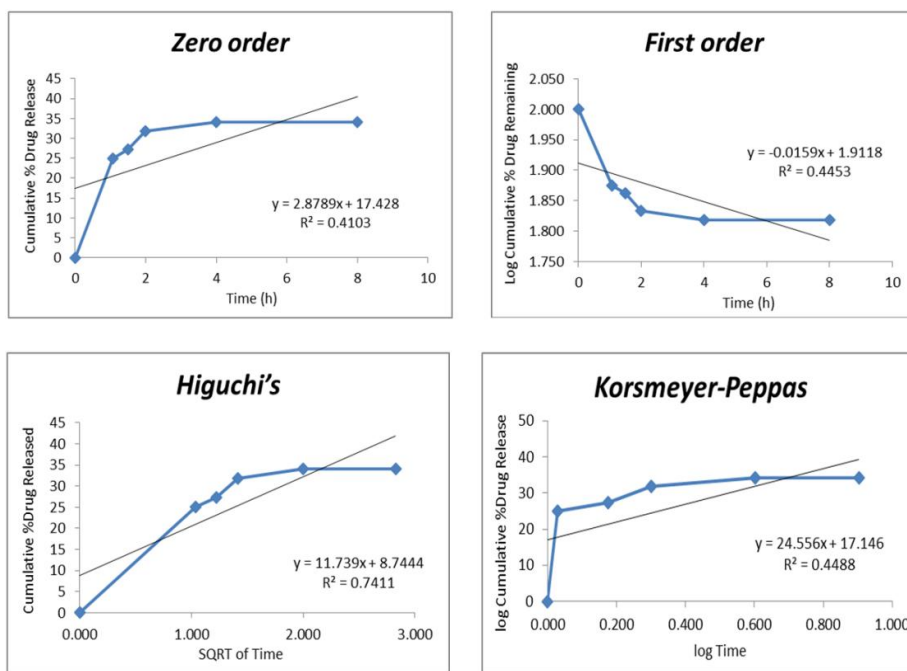 Zero order
Cumulative % Drug Release
45
40
35
30
25
20
15
10
5
0
y = 2.8789x + 17.428
R² = 0.4103
0 2 4 6 8 10
Time (h)
First order
Log Cumulative % Drug Remaining
2.050
2.000
1.950
1.900
1.850
1.800
1.750
y = -0.0159x + 1.9118
R² = 0.4453
0 2 4 6 8 10
Time (h)
Higuchi's
Cumulative %Drug Released
45
40
35
30
25
20
15
10
5
0
y = 11.739x + 8.7444
R² = 0.7411
0.000 1.000 2.000 3.000
SQRT of Time
Korsmeyer-Peppas
log Cumulative %Drug Release
50
40
30
20
10
0
y = 24.556x + 17.146
R² = 0.4488
0.000 0.200 0.400 0.600 0.800 1.000
log Time